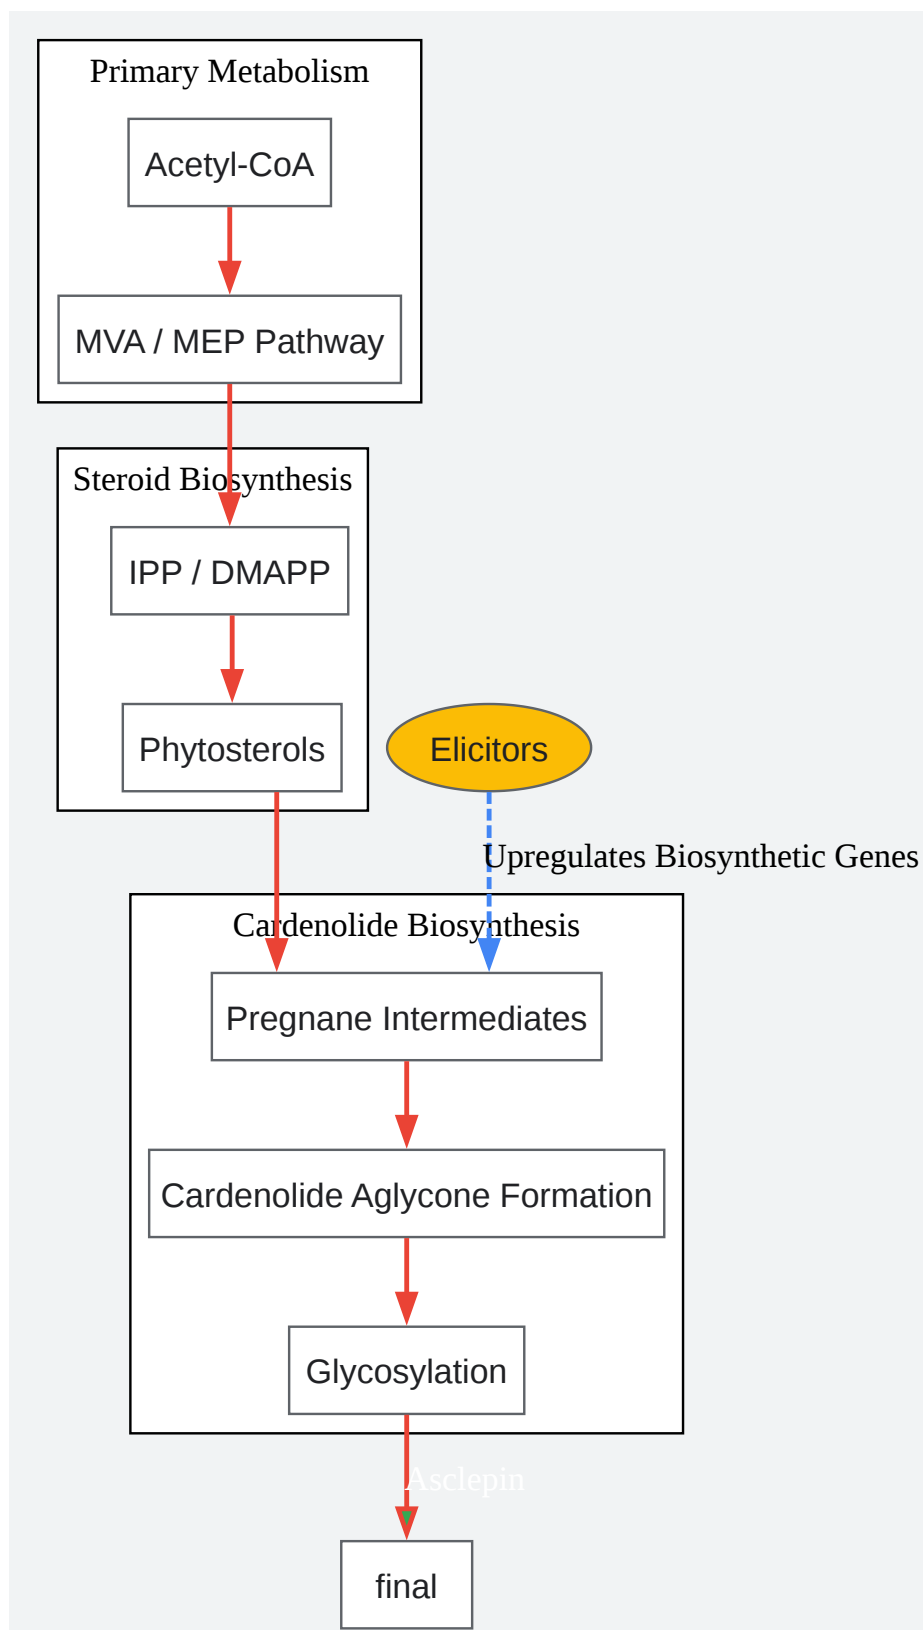 Primary Metabolism
Acetyl-CoA
MVA / MEP Pathway
Steroid Biosynthesis
IPP / DMAPP
Phytosterols
Elicitors
Upregulates Biosynthetic Genes
Cardenolide Biosynthesis
Pregnane Intermediates
Cardenolide Aglycone Formation
Glycosylation
Asclepin
final